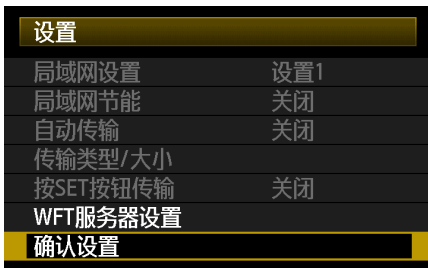 设置
局域网设置 设置1
局域网节能 关闭
自动传输 关闭
传输类型/大小
按SET按钮传输 关闭
WFT服务器设置
确认设置